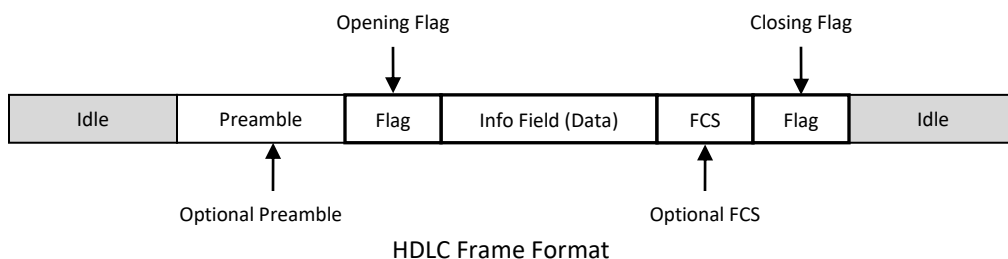 Opening Flag Closing Flag
Idle Preamble Flag Info Field (Data) FCS Flag Idle
Optional Preamble Optional FCS
HDLC Frame Format